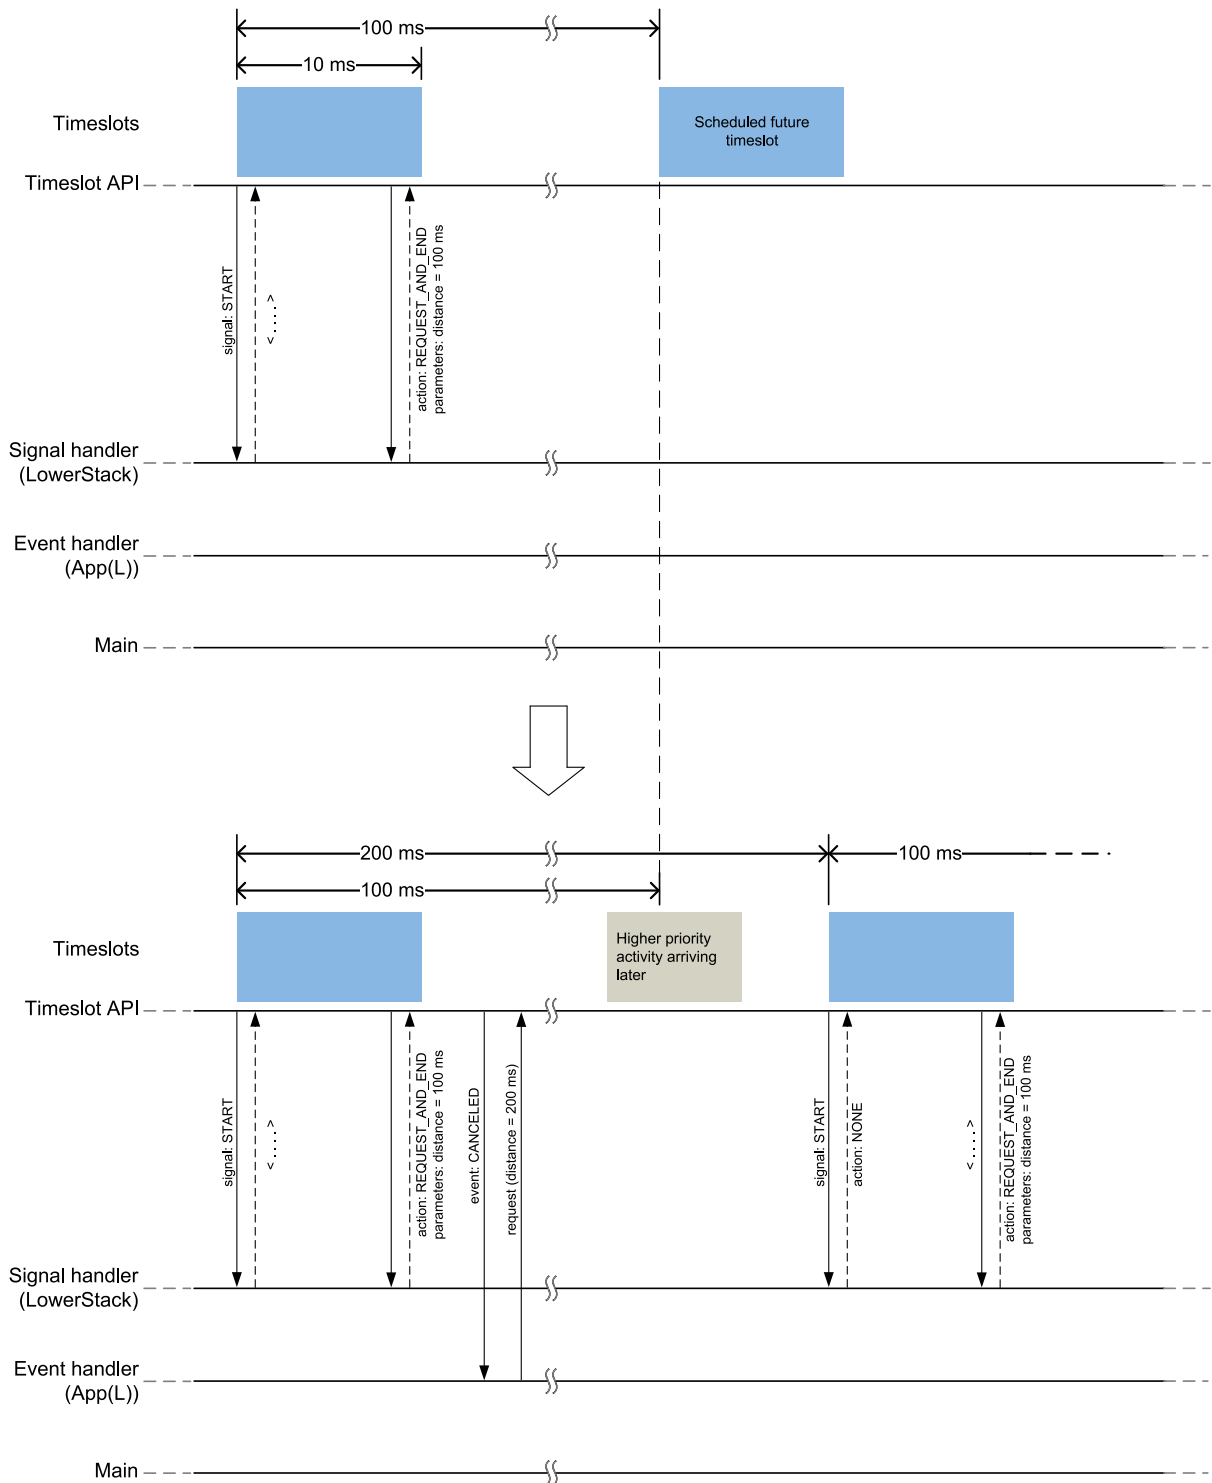 100 ms
10 ms
Timeslots
Scheduled future
timeslot
Timeslot API
signal: START
<.....>
action: REQUEST_AND_END
parameters: distance = 100 ms
Signal handler
(LowerStack)
Event handler
(App(L))
Main
200 ms
100 ms
100 ms
Timeslots
Higher priority
activity arriving
later
Timeslot API
signal: START
<.....>
action: REQUEST_AND_END
parameters: distance = 100 ms
event: CANCELED
request (distance = 200 ms)
signal: START
action: NONE
<.....>
action: REQUEST_AND_END
parameters: distance = 100 ms
Signal handler
(LowerStack)
Event handler
(App(L))
Main